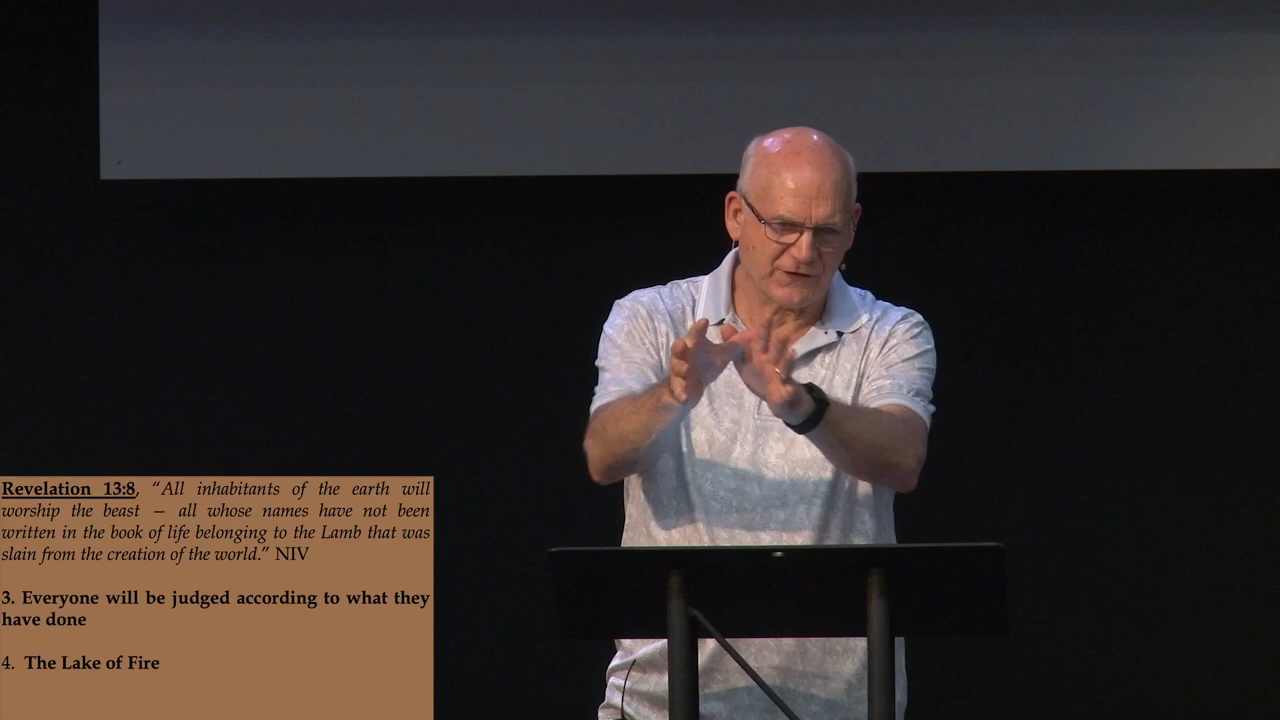 Revelation 13:8, “All inhabitants of the earth will
worship the beast – all whose names have not been
written in the book of life belonging to the Lamb that was
slain from the creation of the world.” NIV
3. Everyone will be judged according to what they
have done
4. The Lake of Fire